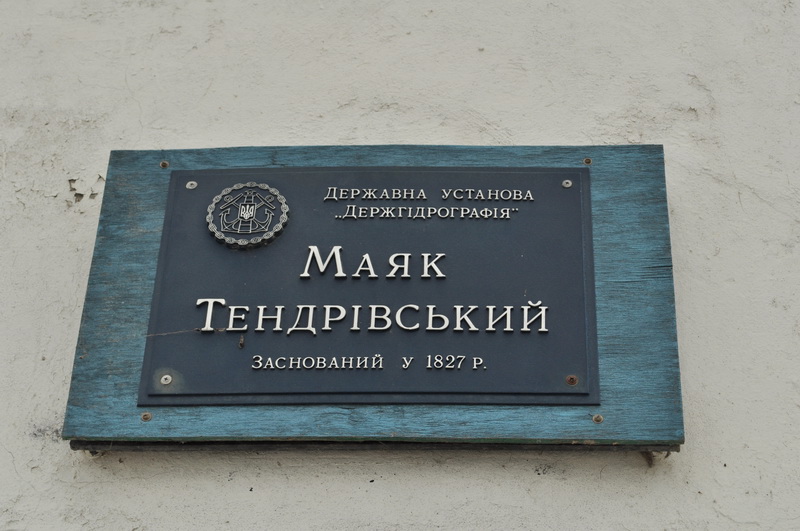 Державна установа
„Держгідрографія"
Маяк
Тендрівський
Заснований у 1827 р.